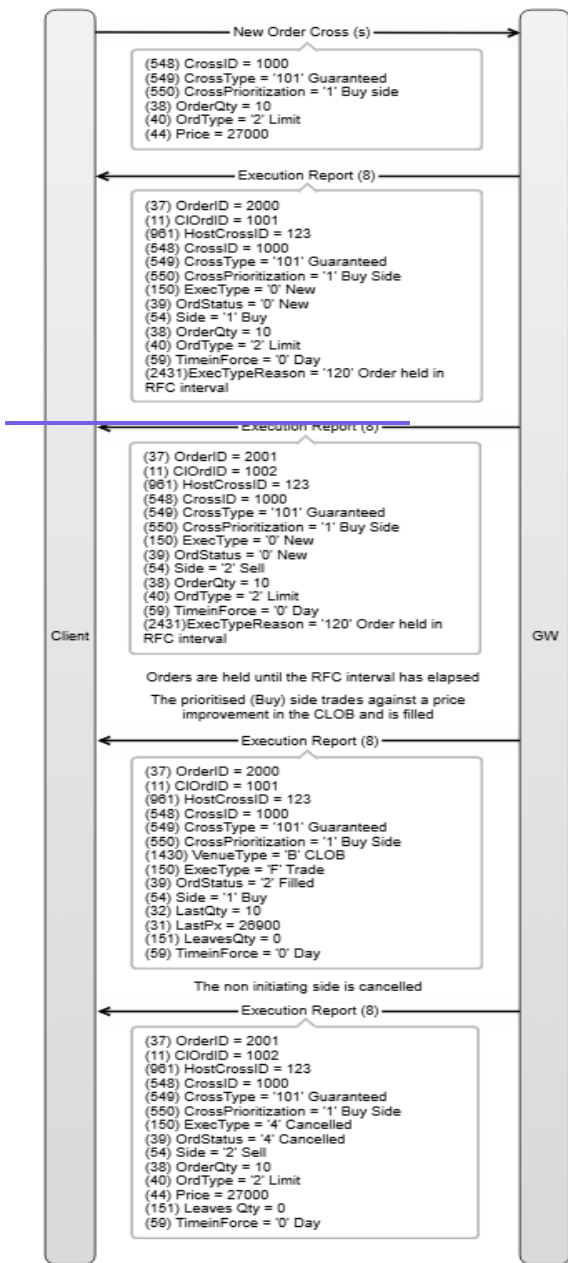 New Order Cross (s)
(548) CrossID = 1000
(549) CrossType = '101' Guaranteed
(550) CrossPrioritization = '1' Buy side
(38) OrderQty = 10
(40) OrdType = '2' Limit
(44) Price = 27000
Execution Report (8)
(37) OrderID = 2000
(11) ClOrdID = 1001
(961) HostCrossID = 123
(548) CrossID = 1000
(549) CrossType = '101' Guaranteed
(550) CrossPrioritization = '1' Buy Side
(150) ExecType = '0' New
(39) OrdStatus = '0' New
(54) Side = '1' Buy
(38) OrderQty = 10
(40) OrdType = '2' Limit
(59) TimeinForce = '0' Day
(2431)ExecTypeReason = '120' Order held in
RFC interval
Execution Report (8)
(37) OrderID = 2001
(11) ClOrdID = 1002
(961) HostCrossID = 123
(548) CrossID = 1000
(549) CrossType = '101' Guaranteed
(550) CrossPrioritization = '1' Buy Side
(150) ExecType = '0' New
(39) OrdStatus = '0' New
(54) Side = '2' Sell
(38) OrderQty = 10
(40) OrdType = '2' Limit
(59) TimeinForce = '0' Day
(2431)ExecTypeReason = '120' Order held in
RFC interval
Client
GW
Orders are held until the RFC interval has elapsed
The prioritised (Buy) side trades against a price
improvement in the CLOB and is filled
Execution Report (8)
(37) OrderID = 2000
(11) ClOrdID = 1001
(961) HostCrossID = 123
(548) CrossID = 1000
(549) CrossType = '101' Guaranteed
(550) CrossPrioritization = '1' Buy Side
(1430) VenueType = 'B' CLOB
(150) ExecType = 'F' Trade
(39) OrdStatus = '2' Filled
(54) Side = '1' Buy
(32) LastQty = 10
(31) LastPx = 26900
(151) LeavesQty = 0
(59) TimeinForce = '0' Day
The non initiating side is cancelled
Execution Report (8)
(37) OrderID = 2001
(11) ClOrdID = 1002
(961) HostCrossID = 123
(548) CrossID = 1000
(549) CrossType = '101' Guaranteed
(550) CrossPrioritization = '1' Buy Side
(150) ExecType = '4' Cancelled
(39) OrdStatus = '4' Cancelled
(54) Side = '2' Sell
(38) OrderQty = 10
(40) OrdType = '2' Limit
(44) Price = 27000
(151) Leaves Qty = 0
(59) TimeinForce = '0' Day